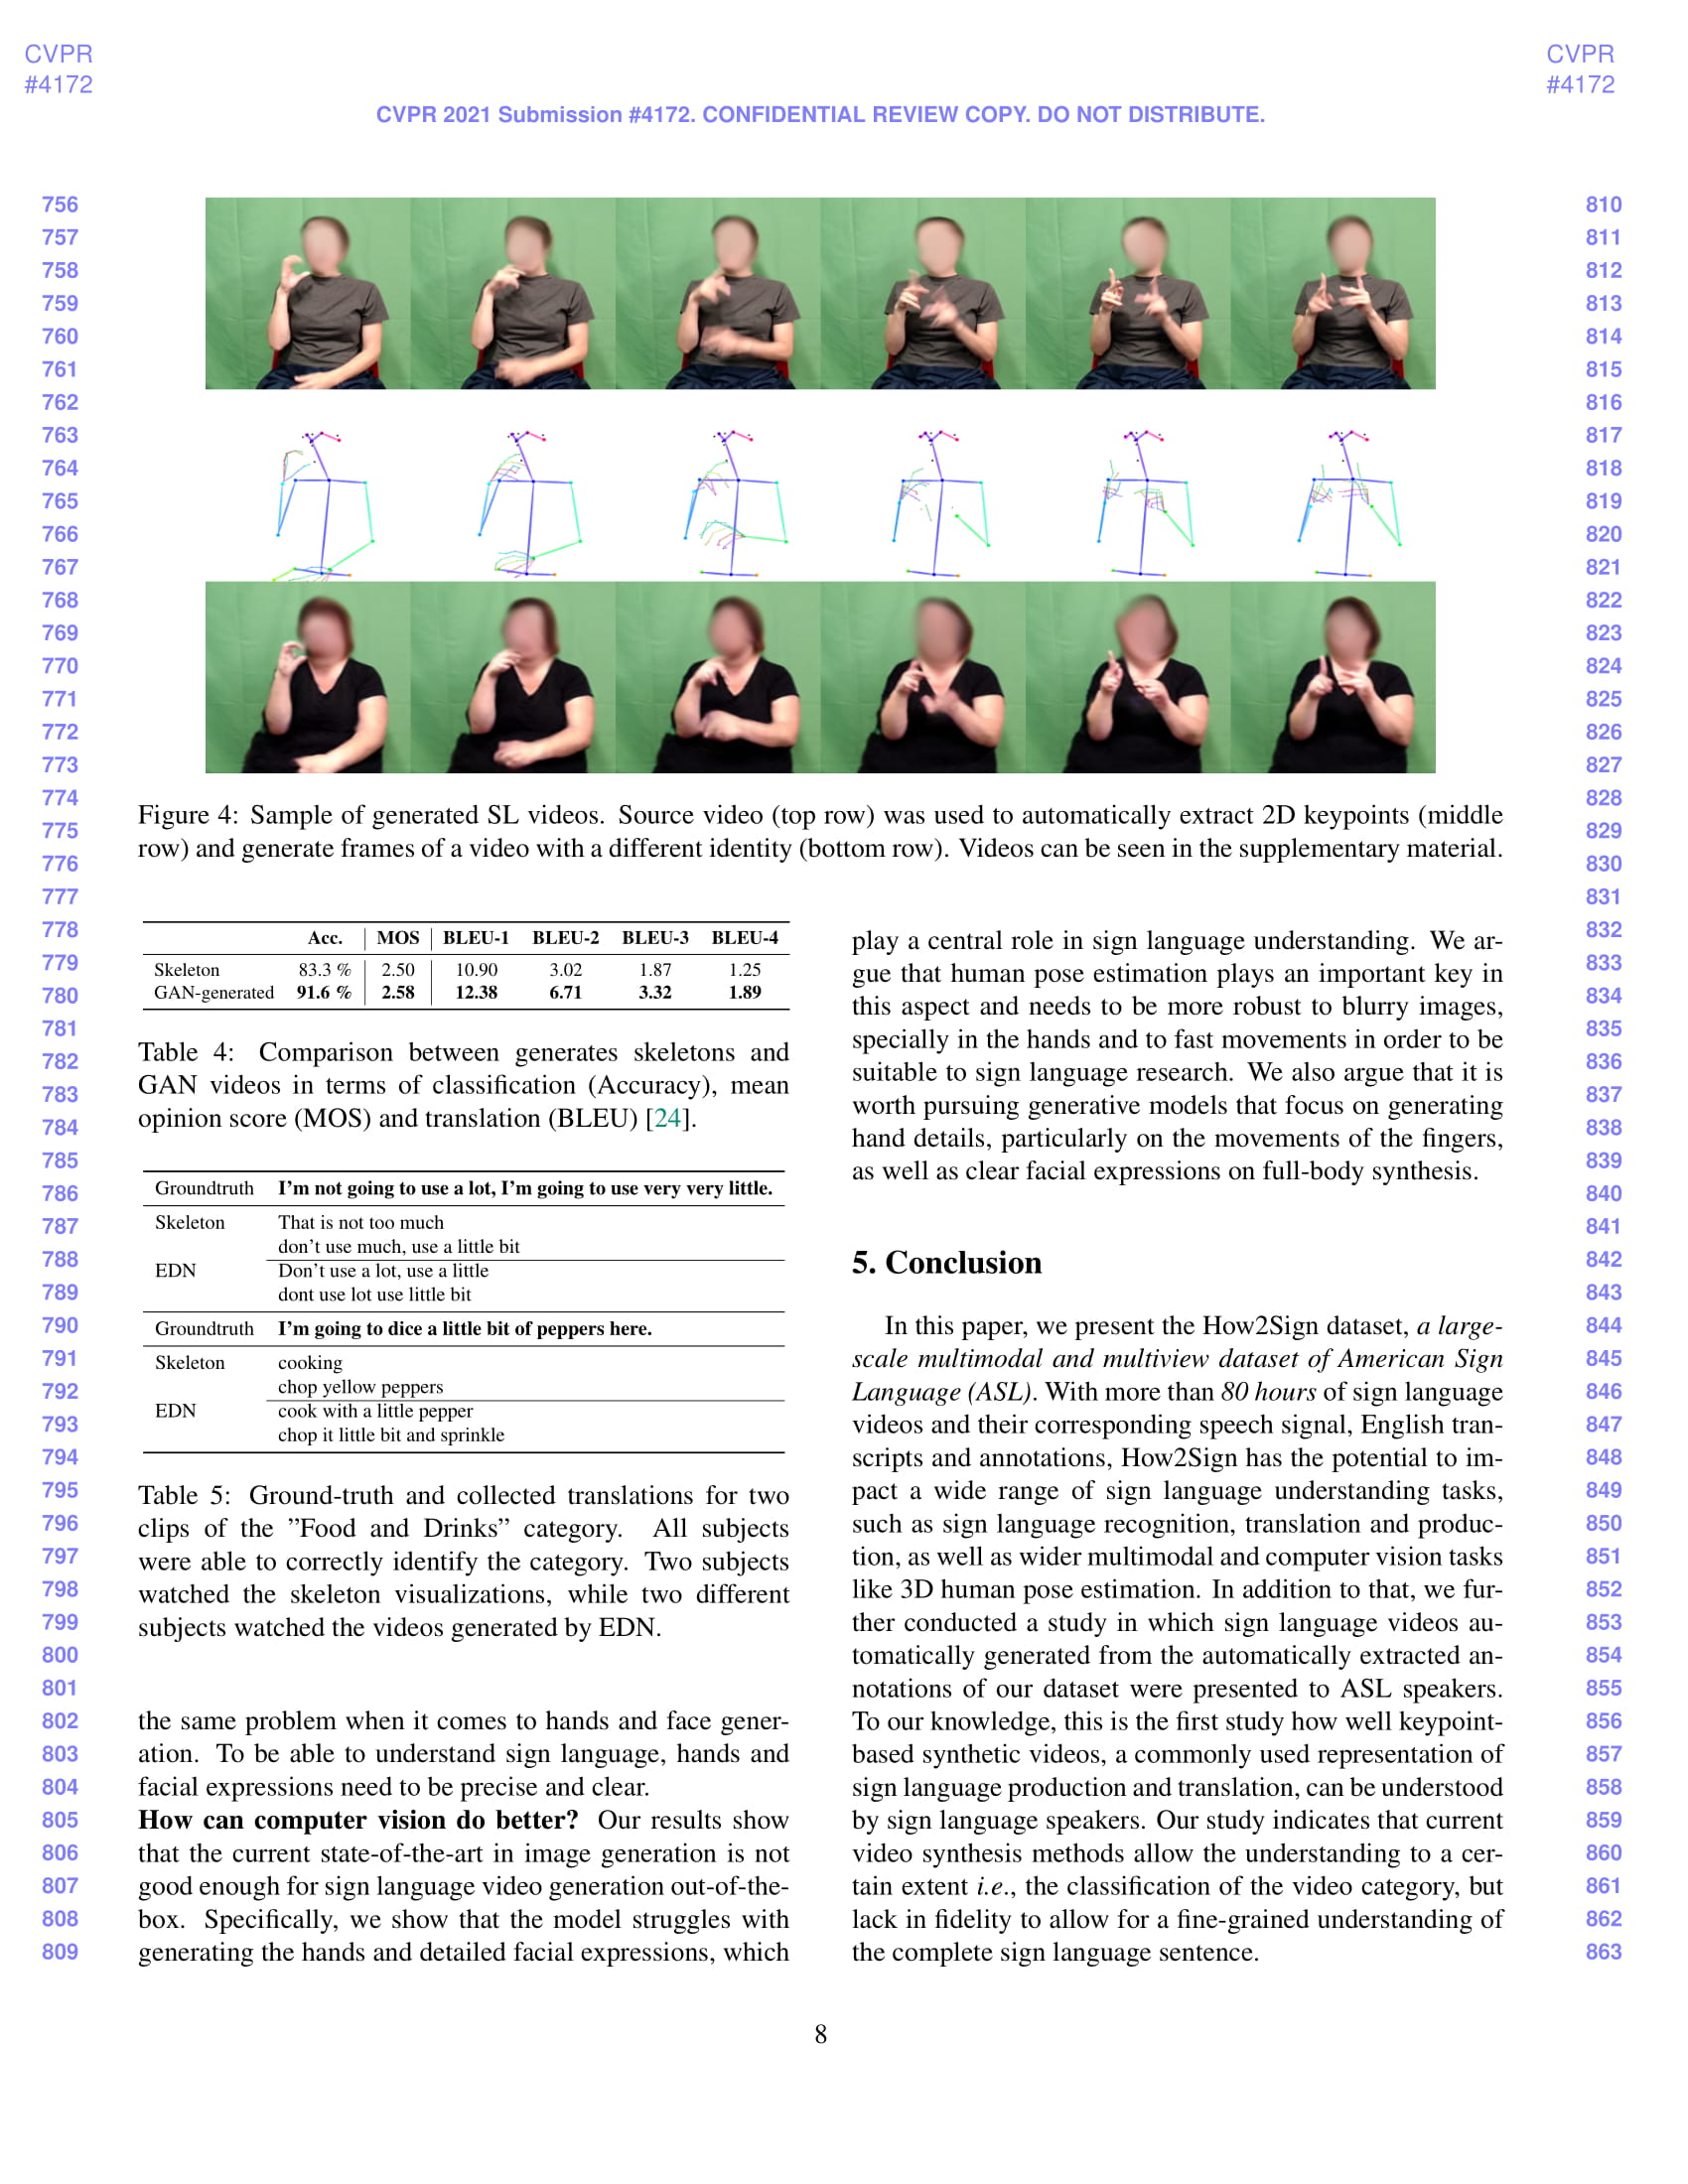 CVPR
#4172
CVPR
#4172
CVPR 2021 Submission #4172. CONFIDENTIAL REVIEW COPY. DO NOT DISTRIBUTE.
756
757
758
759
760
761
762
763
764
765
766
767
768
769
770
771
772
773
774
775
776
777
778
779
780
781
782
783
784
785
786
787
788
789
790
791
792
793
794
795
796
797
798
799
800
801
802
803
804
805
806
807
808
809
Figure 4: Sample of generated SL videos. Source video (top row) was used to automatically extract 2D keypoints (middle
row) and generate frames of a video with a different identity (bottom row). Videos can be seen in the supplementary material.
Acc. MOS BLEU-1 BLEU-2 BLEU-3 BLEU-4
Skeleton 83.3 % 2.50 10.90 3.02 1.87 1.25
GAN-generated 91.6 % 2.58 12.38 6.71 3.32 1.89
Table 4: Comparison between generates skeletons and
GAN videos in terms of classification (Accuracy), mean
opinion score (MOS) and translation (BLEU) [24].
Groundtruth I'm not going to use a lot, I'm going to use very very little.
Skeleton That is not too much
don't use much, use a little bit
EDN Don't use a lot, use a little
dont use lot use little bit
Groundtruth I'm going to dice a little bit of peppers here.
Skeleton cooking
chop yellow peppers
EDN cook with a little pepper
chop it little bit and sprinkle
Table 5: Ground-truth and collected translations for two
clips of the ”Food and Drinks” category. All subjects
were able to correctly identify the category. Two subjects
watched the skeleton visualizations, while two different
subjects watched the videos generated by EDN.
the same problem when it comes to hands and face gener-
ation. To be able to understand sign language, hands and
facial expressions need to be precise and clear.
How can computer vision do better? Our results show
that the current state-of-the-art in image generation is not
good enough for sign language video generation out-of-the-
box. Specifically, we show that the model struggles with
generating the hands and detailed facial expressions, which
play a central role in sign language understanding. We ar-
gue that human pose estimation plays an important key in
this aspect and needs to be more robust to blurry images,
specially in the hands and to fast movements in order to be
suitable to sign language research. We also argue that it is
worth pursuing generative models that focus on generating
hand details, particularly on the movements of the fingers,
as well as clear facial expressions on full-body synthesis.
5. Conclusion
In this paper, we present the How2Sign dataset, a large-
scale multimodal and multiview dataset of American Sign
Language (ASL). With more than 80 hours of sign language
videos and their corresponding speech signal, English tran-
scripts and annotations, How2Sign has the potential to im-
pact a wide range of sign language understanding tasks,
such as sign language recognition, translation and produc-
tion, as well as wider multimodal and computer vision tasks
like 3D human pose estimation. In addition to that, we fur-
ther conducted a study in which sign language videos au-
tomatically generated from the automatically extracted an-
notations of our dataset were presented to ASL speakers.
To our knowledge, this is the first study how well keypoint-
based synthetic videos, a commonly used representation of
sign language production and translation, can be understood
by sign language speakers. Our study indicates that current
video synthesis methods allow the understanding to a cer-
tain extent i.e., the classification of the video category, but
lack in fidelity to allow for a fine-grained understanding of
the complete sign language sentence.
810
811
812
813
814
815
816
817
818
819
820
821
822
823
824
825
826
827
828
829
830
831
832
833
834
835
836
837
838
839
840
841
842
843
844
845
846
847
848
849
850
851
852
853
854
855
856
857
858
859
860
861
862
863
8